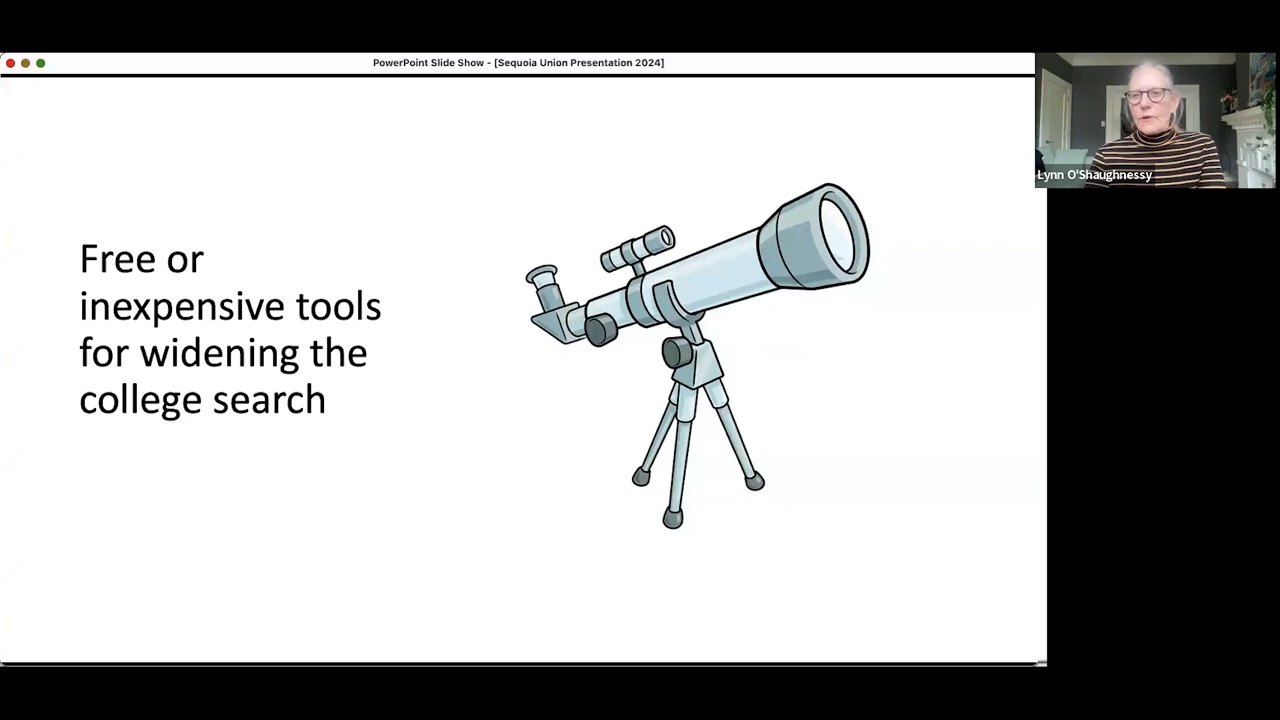 PowerPoint Slide Show - [Sequoia Union Presentation 2024]
Lynn O'Shaughnessy
Free or
inexpensive tools
for widening the
college search